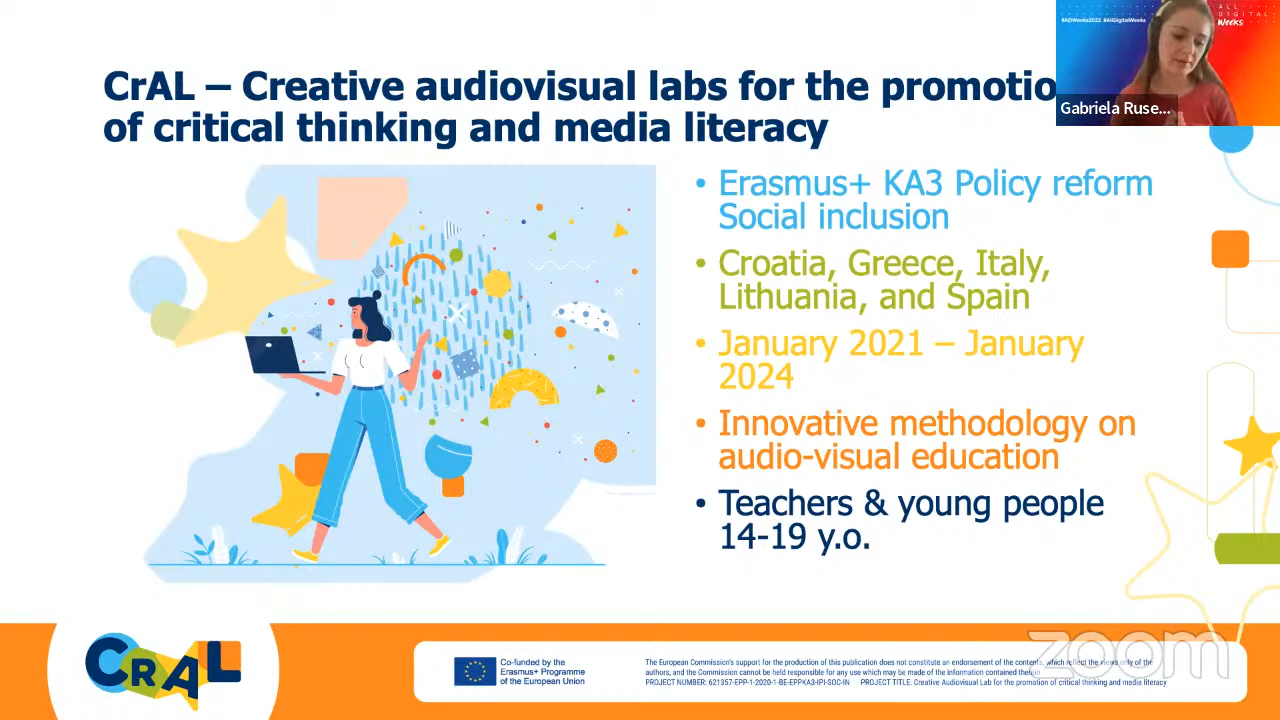 #ADWeeks2022 #AllDigitalWeeks
ALL
DIGITAL
Weeks
Gabriela Ruse...
CrAL – Creative audiovisual labs for the promotio
of critical thinking and media literacy
• Erasmus+ KA3 Policy reform
Social inclusion
• Croatia, Greece, Italy,
Lithuania, and Spain
• January 2021 – January
2024
• Innovative methodology on
audio-visual education
• Teachers & young people
14-19 y.o.
CrAL
Co-funded by the
Erasmus+ Programme
of the European Union
The European Commission's support for the production of this publication does not constitute an endorsement of the contents, which reflect the views only of the
authors, and the Commission cannot be held responsible for any use which may be made of the information contained therein.
PROJECT NUMBER: 621357-EPP-1-2020-1-BE-EPPKA3-IPI-SOC-IN PROJECT TITLE: Creative Audiovisual Lab for the promotion of critical thinking and media literacy
zoom